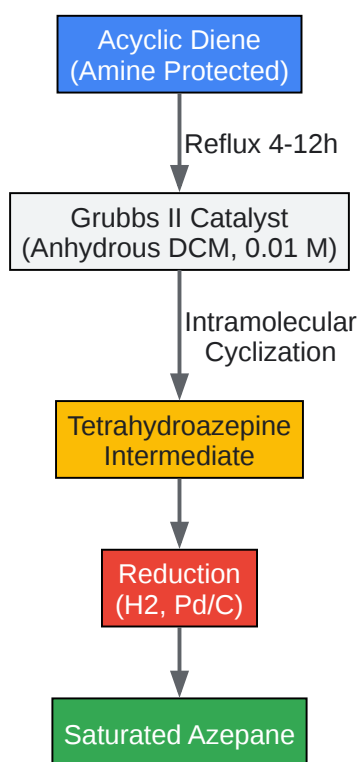 Acyclic Diene
(Amine Protected)
Reflux 4-12h
Grubbs II Catalyst
(Anhydrous DCM, 0.01 M)
Intramolecular
Cyclization
Tetrahydroazepine
Intermediate
Reduction
(H2, Pd/C)
Saturated Azepane